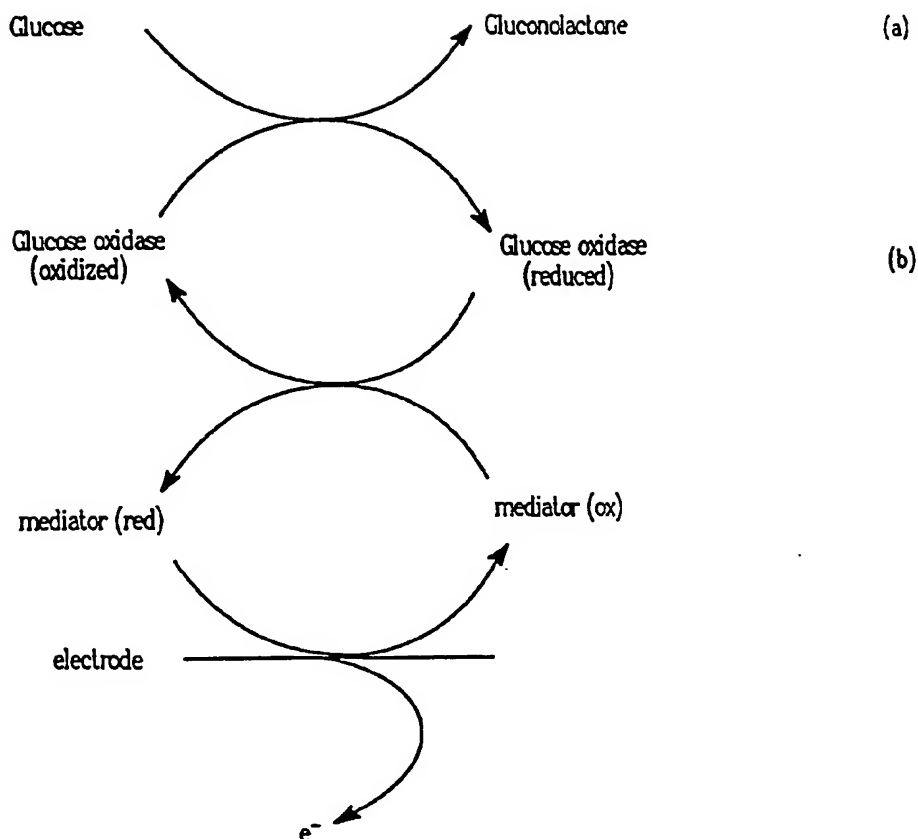 Glucose Gluconolactone (a)
Glucose oxidase Glucose oxidase (b)
(oxidized) (reduced)
mediator (red) mediator (ox)
electrode
e⁻